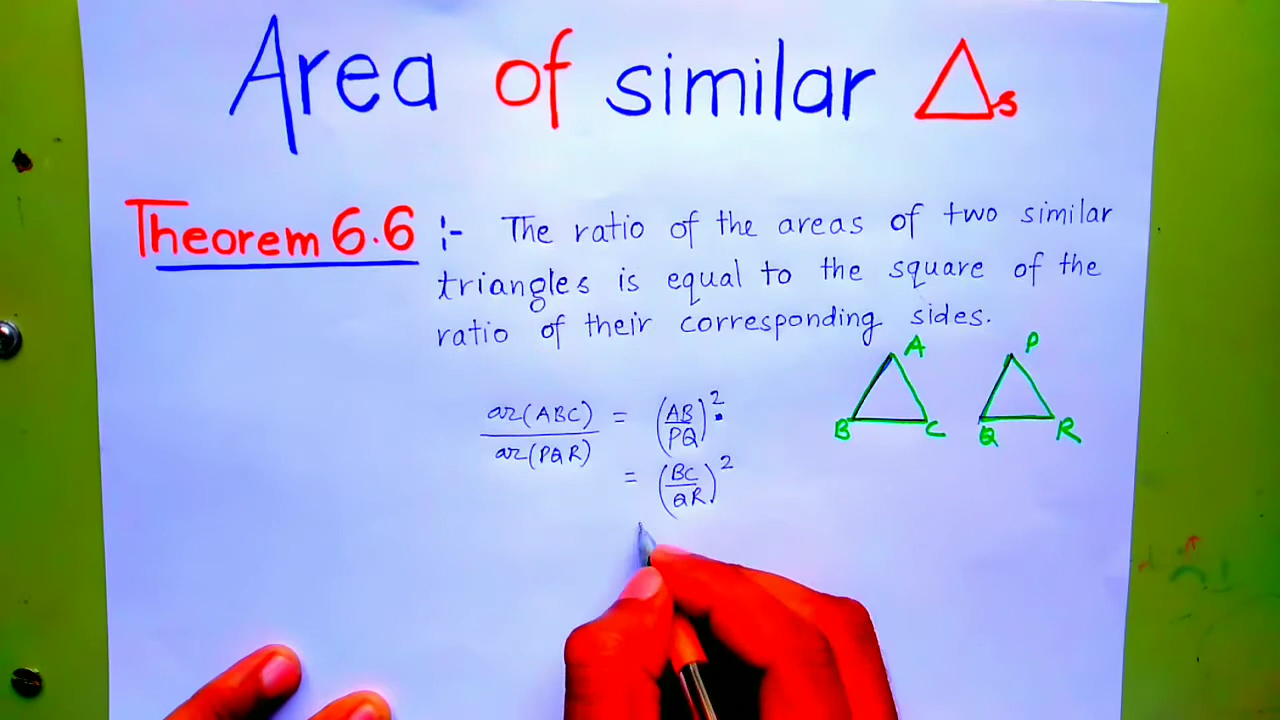 Area of similar △s
Theorem 6.6 :- The ratio of the areas of two similar
triangles is equal to the square of the
ratio of their corresponding sides.
A P
B C Q R
ar(ABC)/ar(PQR) = (AB/PQ)²
= (BC/QR)²